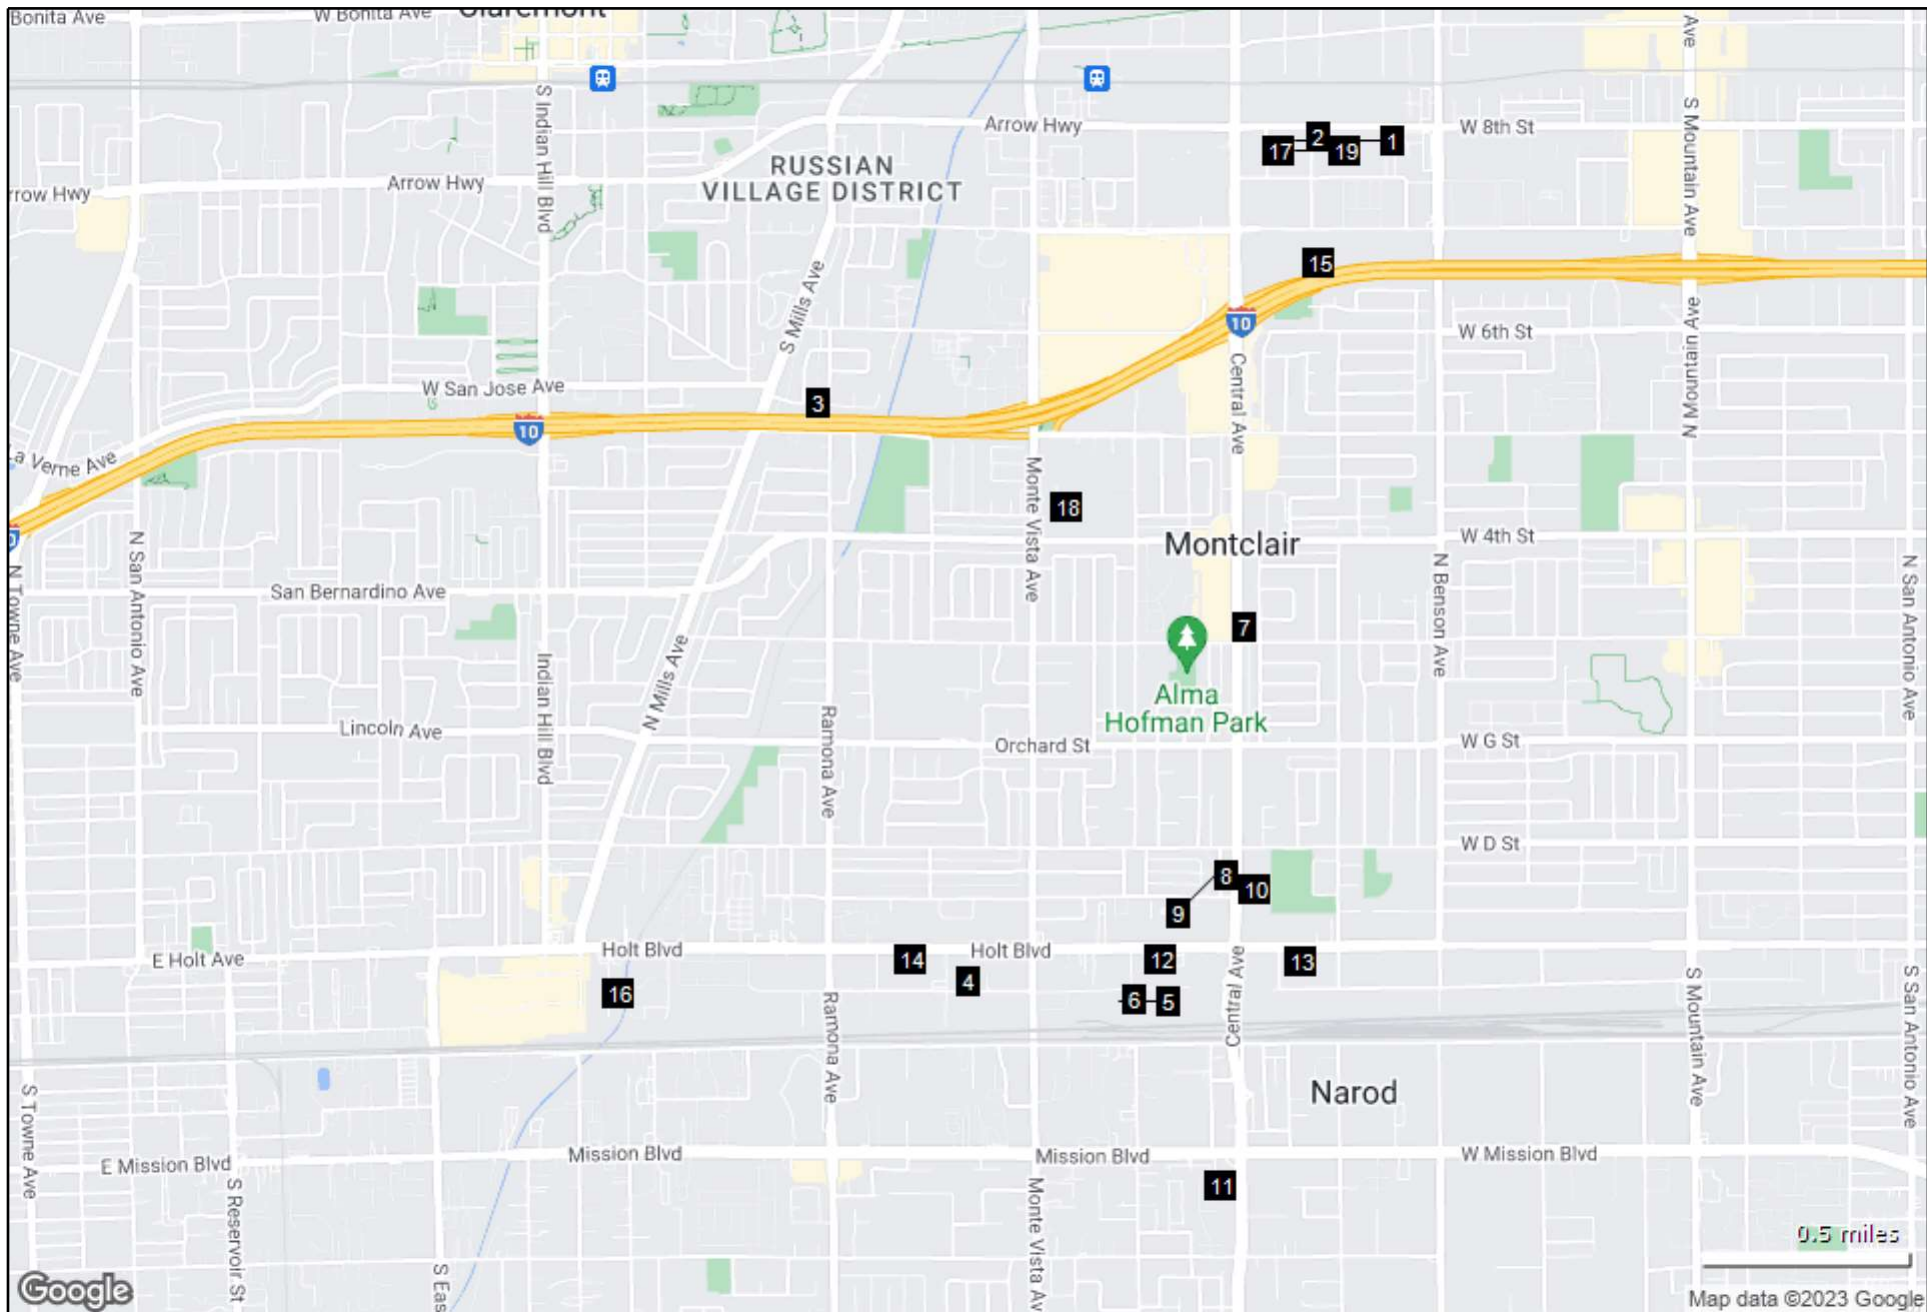 Bonita Ave
W Bonita Ave
Claremont
Ave
S Indian Hill Blvd
Arrow Hwy
W 8th St
S Mountain Ave
2
1
17
19
RUSSIAN
VILLAGE DISTRICT
rrow Hwy
Arrow Hwy
15
S Mills Ave
10
W 6th St
N Mountain Ave
Central Ave
W San Jose Ave
3
10
a Verne Ave
Monte Vista Ave
18
Montclair
W 4th St
N San Antonio Ave
N Towne Ave
San Bernardino Ave
N Benson Ave
N San Antonio Ave
7
Indian Hill Blvd
N Mills Ave
Alma
Hofman Park
Ramona Ave
Lincoln Ave
Orchard St
W G St
W D St
8
10
9
Holt Blvd
Holt Blvd
E Holt Ave
14
12
13
4
16
6
5
Central Ave
Ramona Ave
S Mountain Ave
S San Antonio Ave
Narod
S Towne Ave
E Mission Blvd
Mission Blvd
Mission Blvd
W Mission Blvd
S Reservoir St
11
Monte Vista Av
S Eas
0.5 miles
Google
Map data ©2023 Google